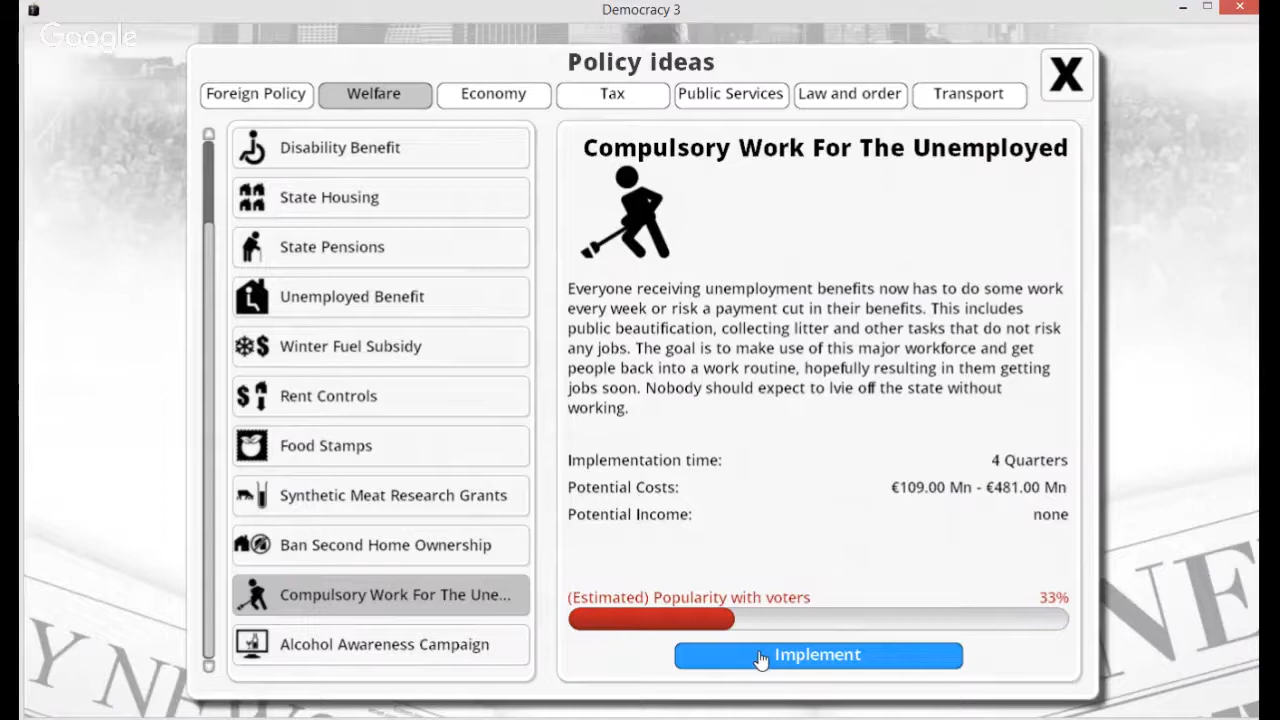 Democracy 3
Google
Policy ideas
X
Foreign Policy
Welfare
Economy
Tax
Public Services
Law and order
Transport
Disability Benefit
State Housing
State Pensions
Unemployed Benefit
Winter Fuel Subsidy
Rent Controls
Food Stamps
Synthetic Meat Research Grants
Ban Second Home Ownership
Compulsory Work For The Une...
Alcohol Awareness Campaign
Compulsory Work For The Unemployed
Everyone receiving unemployment benefits now has to do some work
every week or risk a payment cut in their benefits. This includes
public beautification, collecting litter and other tasks that do not risk
any jobs. The goal is to make use of this major workforce and get
people back into a work routine, hopefully resulting in them getting
jobs soon. Nobody should expect to lvie off the state without
working.
Implementation time: 4 Quarters
Potential Costs: €109.00 Mn - €481.00 Mn
Potential Income: none
(Estimated) Popularity with voters 33%
Implement
Y NEW
NEWS